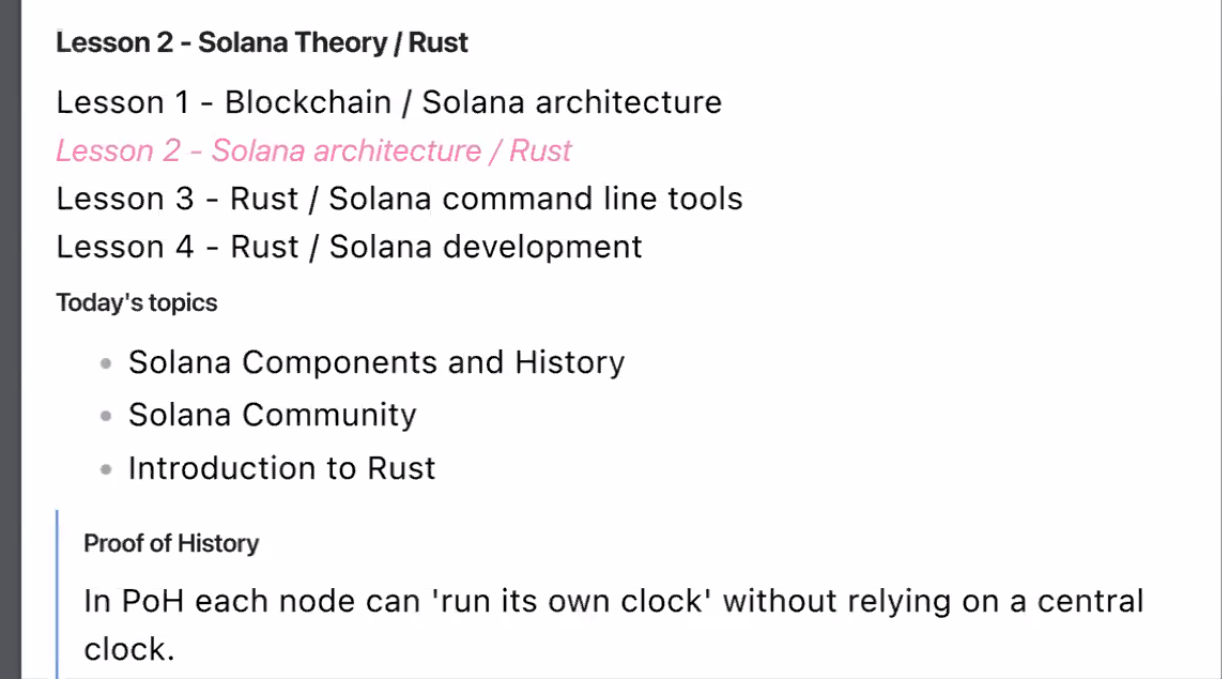 Lesson 2 - Solana Theory / Rust
Lesson 1 - Blockchain / Solana architecture
Lesson 2 - Solana architecture / Rust
Lesson 3 - Rust / Solana command line tools
Lesson 4 - Rust / Solana development
Today's topics
Solana Components and History
Solana Community
Introduction to Rust
Proof of History
In PoH each node can 'run its own clock' without relying on a central
clock.